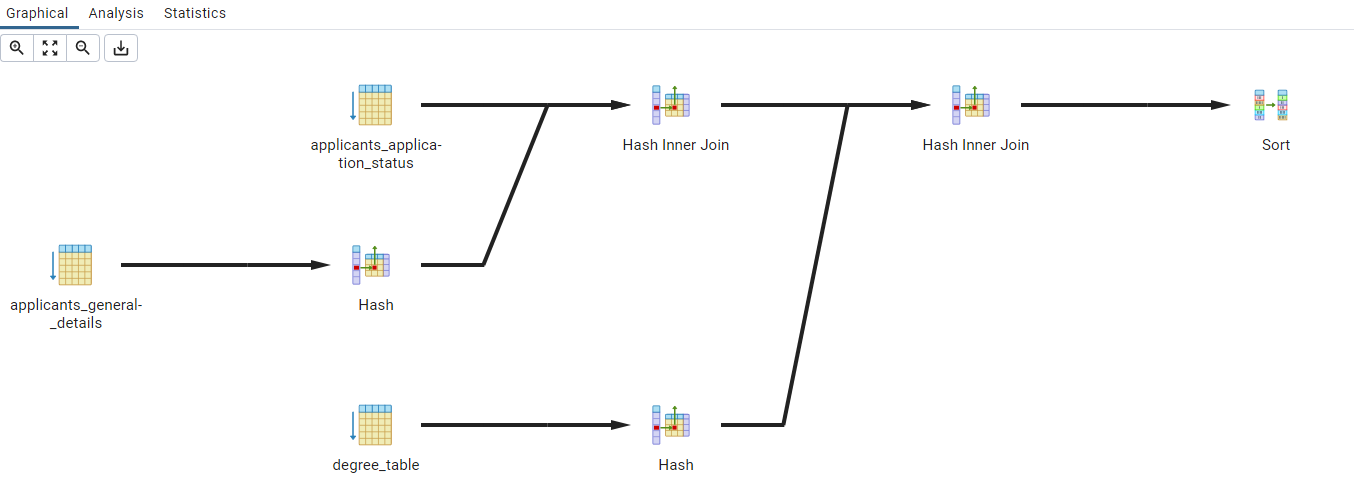 Graphical Analysis Statistics
applicants_applica-
tion_status
Hash Inner Join
Hash Inner Join
Sort
applicants_general-
_details
Hash
degree_table
Hash